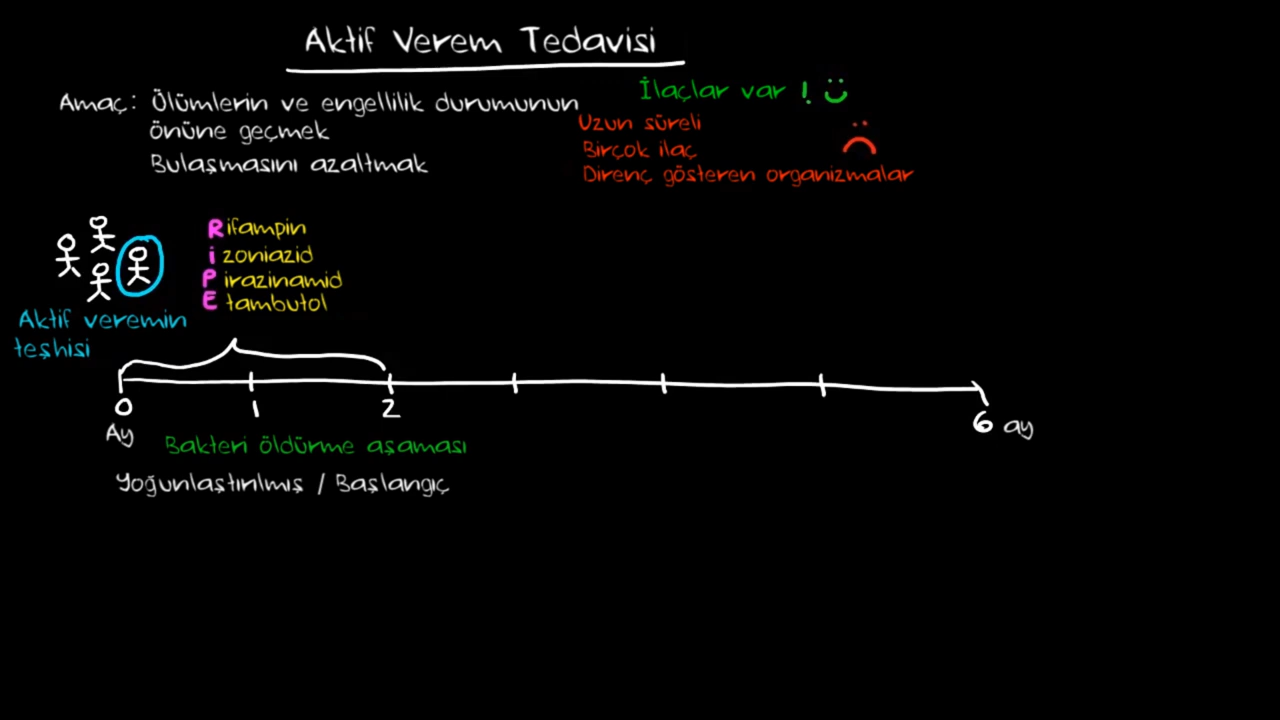 Aktif Verem Tedavisi
Amaç: Ölümlerin ve engellilik durumunun
önüne geçmek
Bulaşmasını azaltmak
İlaçlar var !
Uzun süreli
Birçok ilaç
Direnç gösteren organizmalar
Rifampin
İzoniazid
Pirazinamid
Etambutol
Aktif veremin
teşhisi
0 1 2 6 ay
Ay
Bakteri öldürme aşaması
Yoğunlaştırılmış / Başlangıç